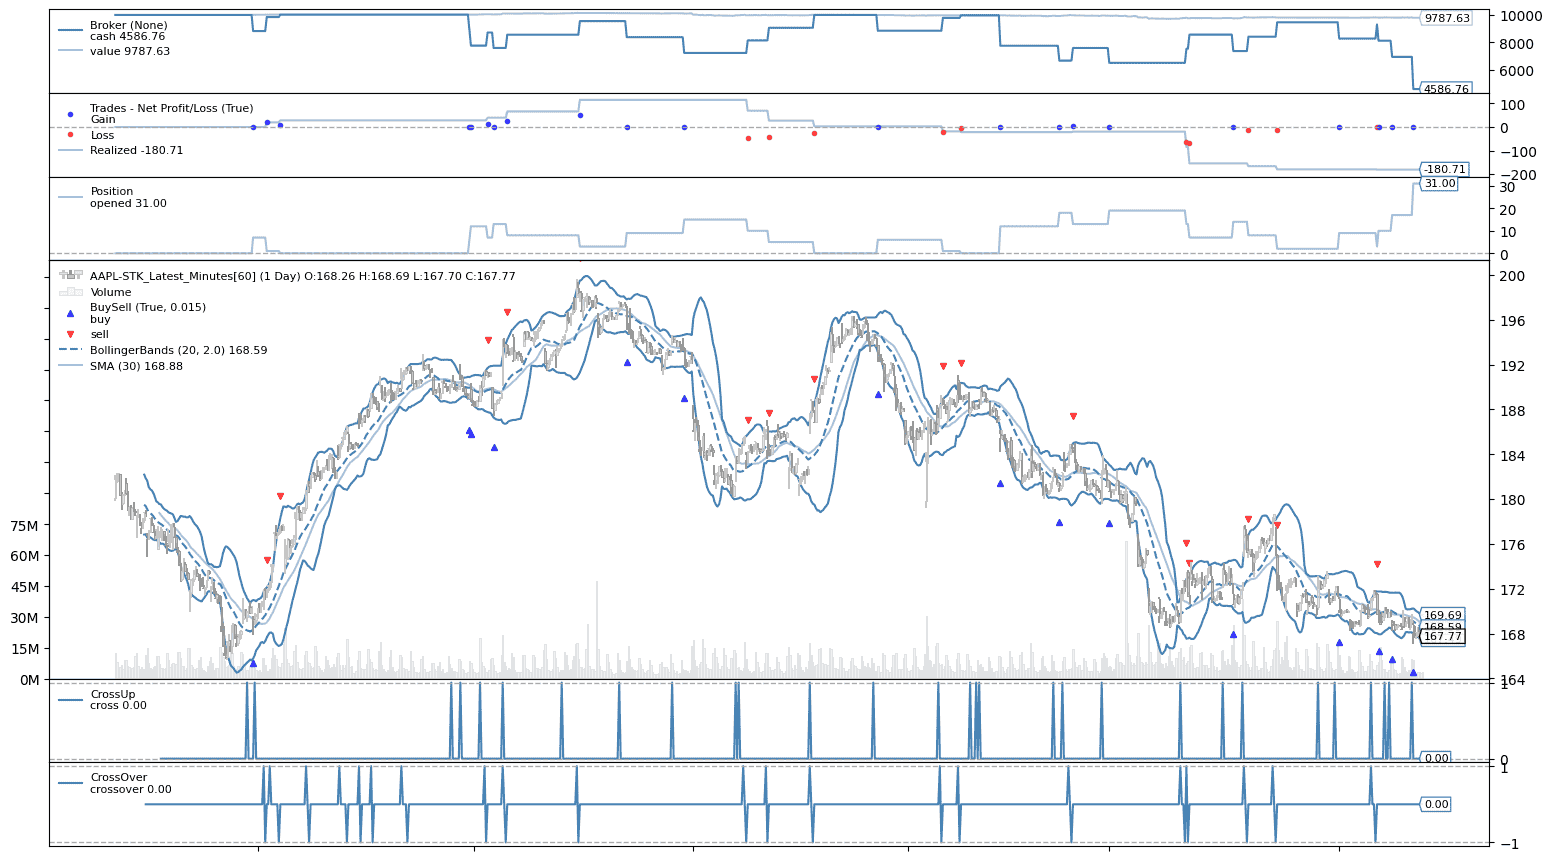 Broker (None)
cash 4586.76
value 9787.63
9787.63
4586.76
10000
8000
6000
Trades - Net Profit/Loss (True)
Gain
Loss
Realized -180.71
-180.71
100
0
−100
−200
Position
opened 31.00
31.00
30
20
10
0
AAPL-STK_Latest_Minutes[60] (1 Day) O:168.26 H:168.69 L:167.70 C:167.77
Volume
BuySell (True, 0.015)
buy
sell
BollingerBands (20, 2.0) 168.59
SMA (30) 168.88
75M
60M
45M
30M
15M
0M
200
196
192
188
184
180
176
172
168
164
169.69
168.59
167.77
CrossUp
cross 0.00
1
0
0.00
CrossOver
crossover 0.00
1
0.00
−1